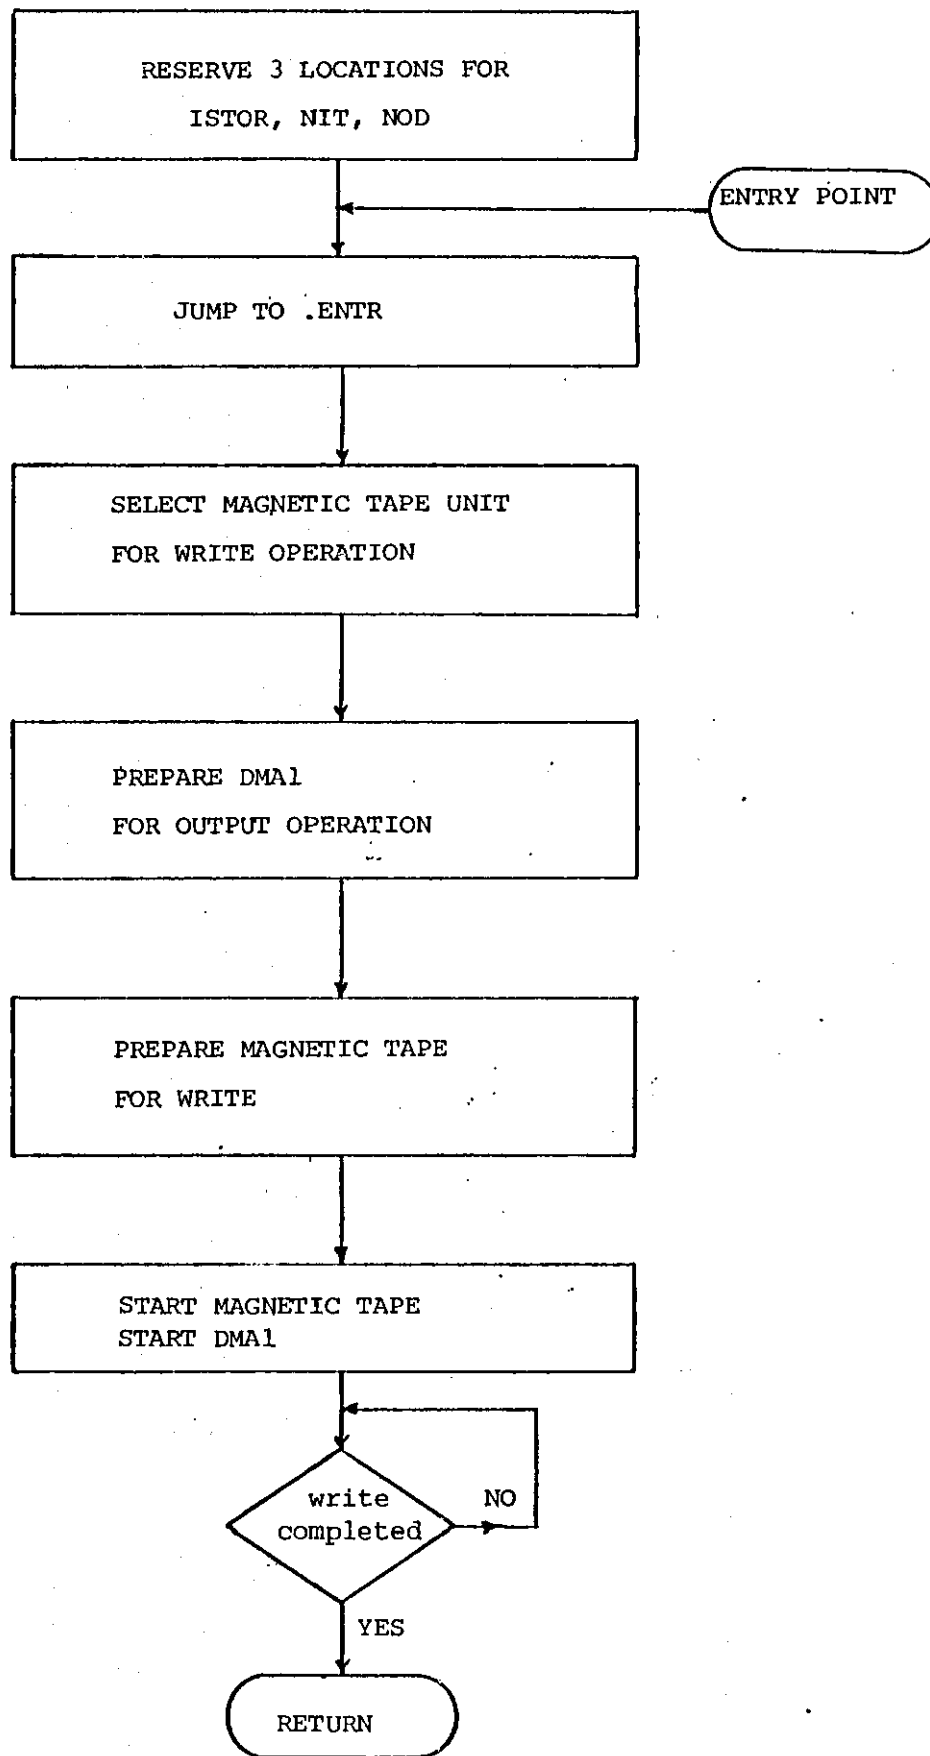 RESERVE 3 LOCATIONS FOR
ISTOR, NIT, NOD
ENTRY POINT
JUMP TO .ENTR
SELECT MAGNETIC TAPE UNIT
FOR WRITE OPERATION
PREPARE DMA1
FOR OUTPUT OPERATION
PREPARE MAGNETIC TAPE
FOR WRITE
START MAGNETIC TAPE
START DMA1
write
completed
NO
YES
RETURN